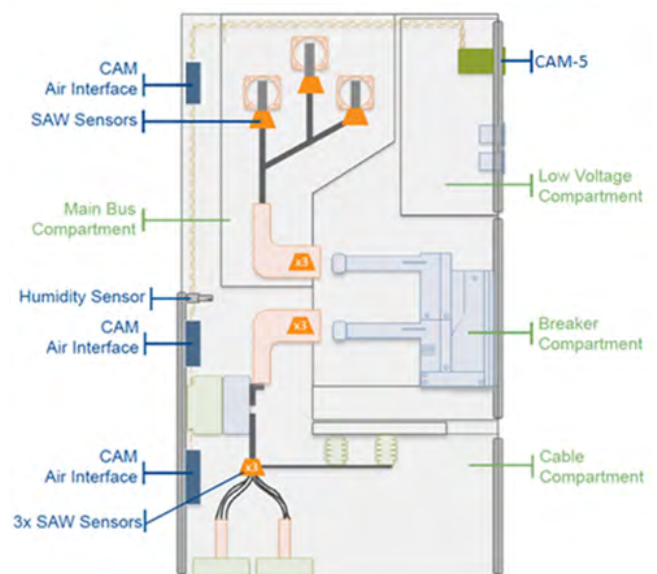 CAM
Air Interface
SAW Sensors
Main Bus
Compartment
Humidity Sensor
CAM
Air Interface
CAM
Air Interface
3x SAW Sensors
x3
x3
x3
CAM-5
Low Voltage
Compartment
Breaker
Compartment
Cable
Compartment